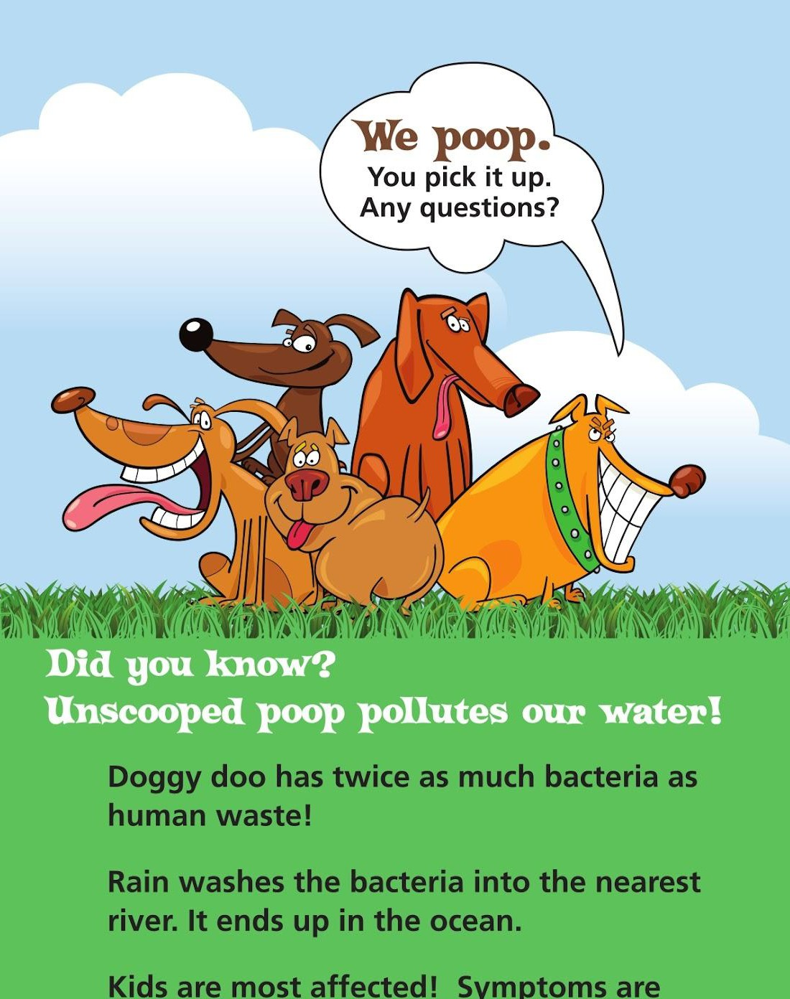 We poop.
You pick it up.
Any questions?
Did you know?
Unscooped poop pollutes our water!
Doggy doo has twice as much bacteria as
human waste!
Rain washes the bacteria into the nearest
river. It ends up in the ocean.
Kids are most affected!  Symptoms are